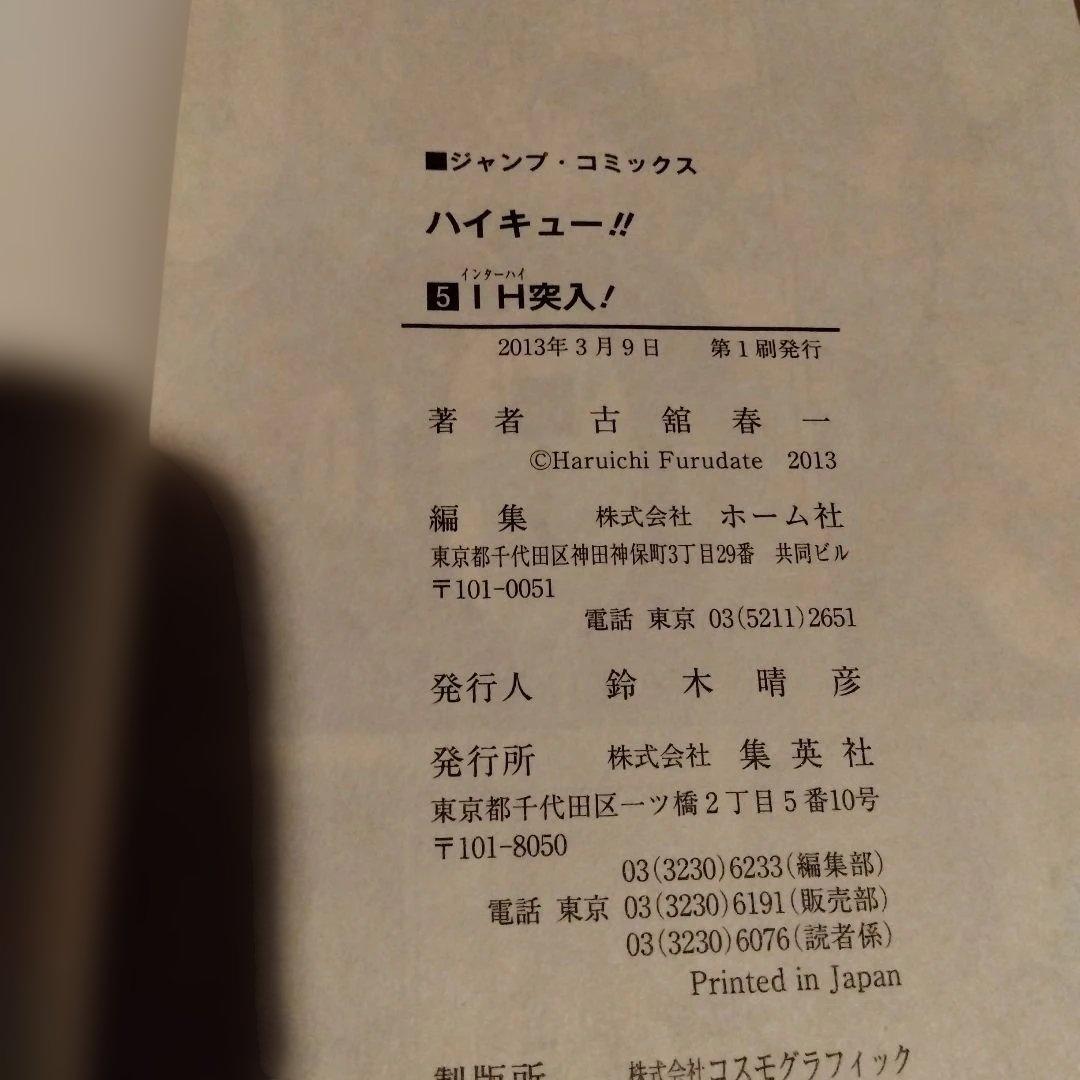 ■ジャンプ・コミックス
ハイキュー!!
インターハイ
5 IH突入!
2013年3月9日 第1刷発行
著者 古舘春一
©Haruichi Furudate 2013
編集 株式会社 ホーム社
東京都千代田区神田神保町3丁目29番 共同ビル
〒101-0051
電話 東京 03(5211)2651
発行人 鈴木晴彦
発行所 株式会社 集英社
東京都千代田区一ツ橋2丁目5番10号
〒101-8050
03(3230)6233(編集部)
電話 東京 03(3230)6191(販売部)
03(3230)6076(読者係)
Printed in Japan
製版所 株式会社コスモグラフィック